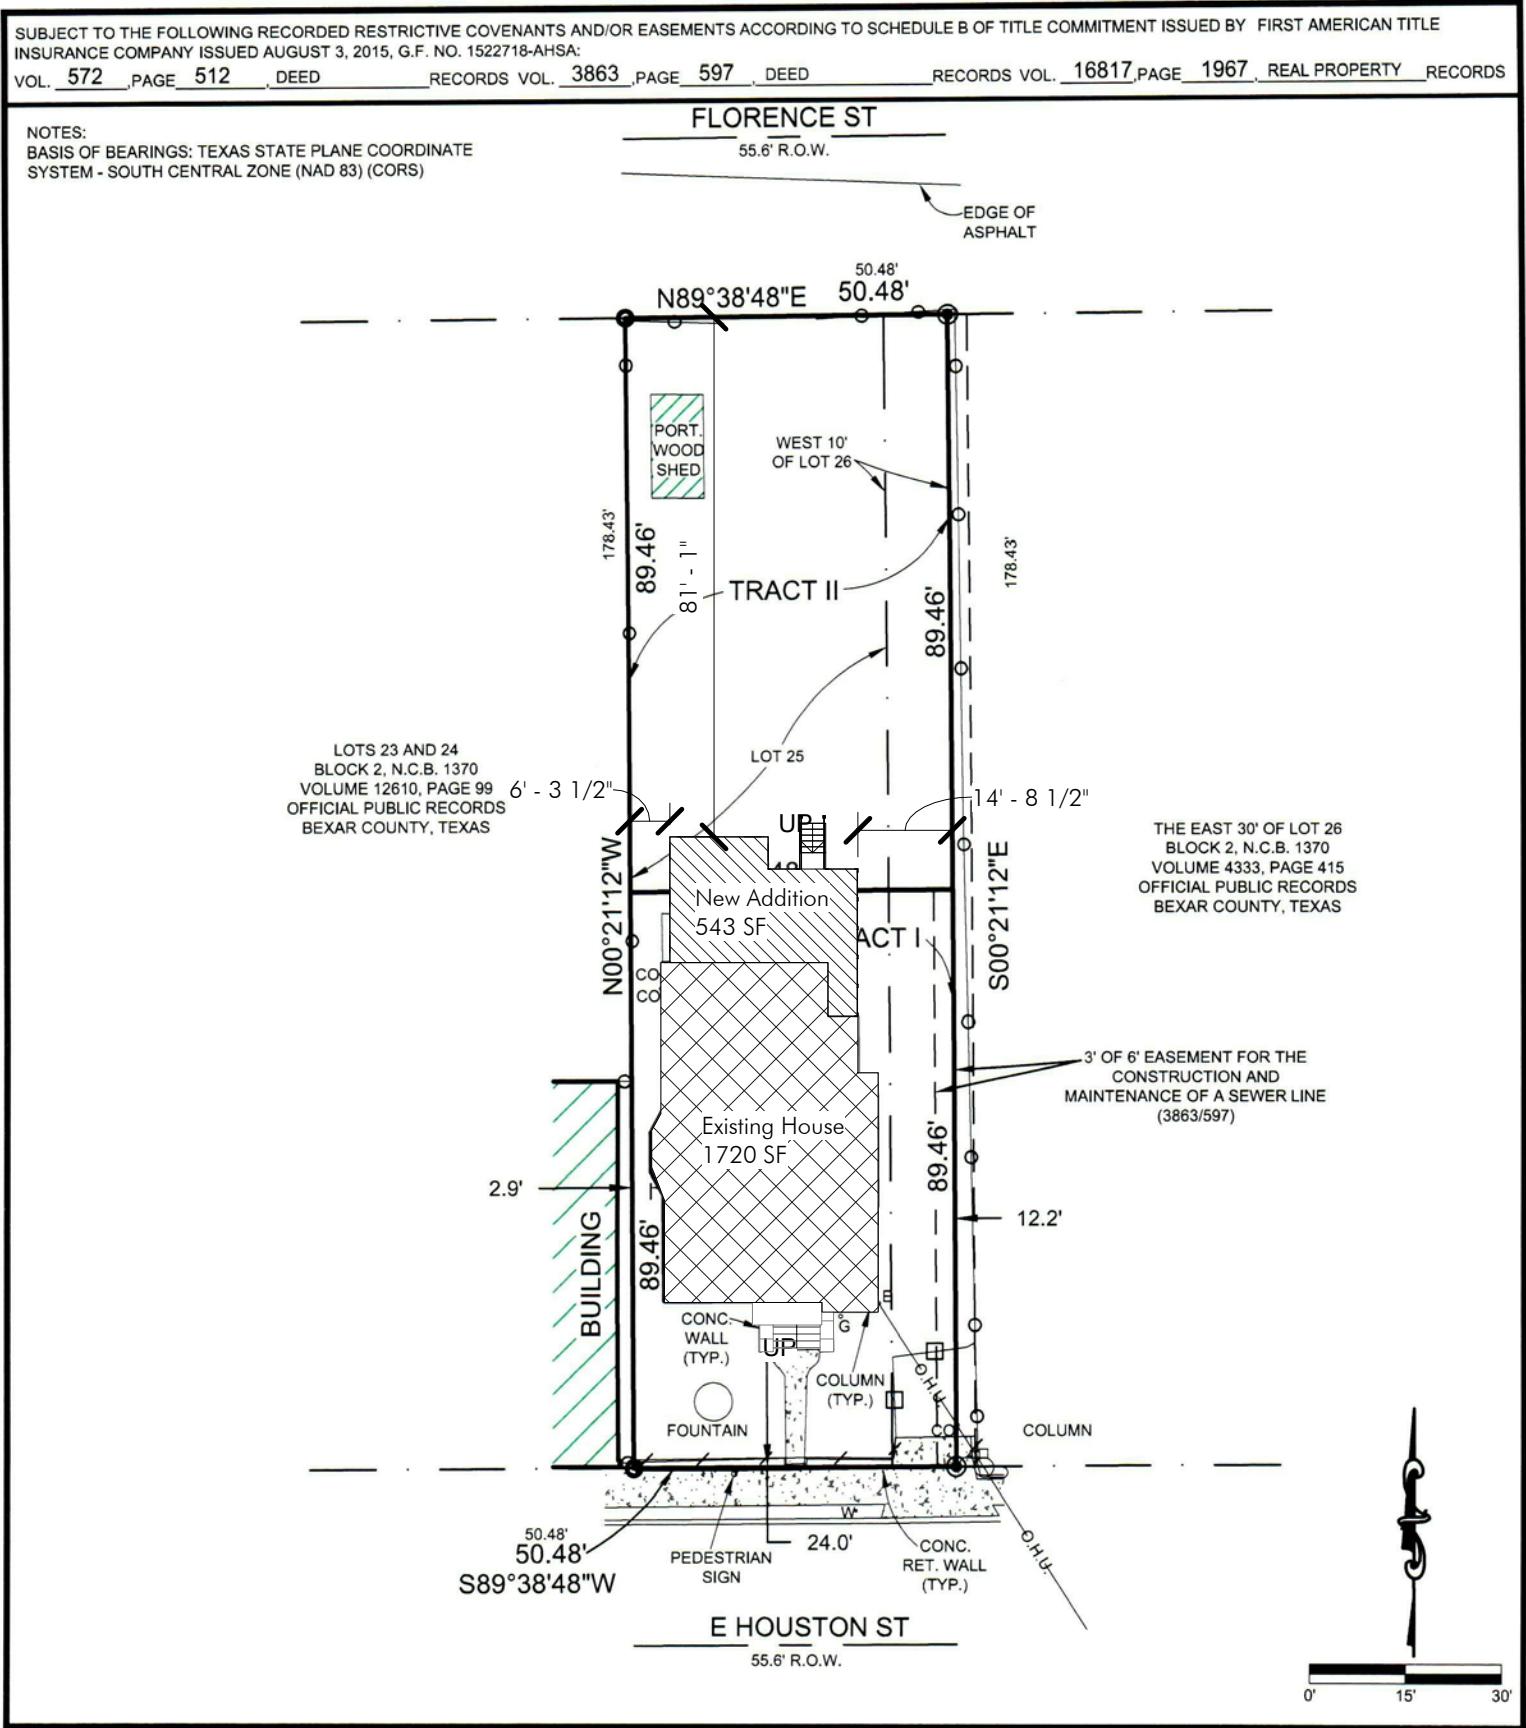 SUBJECT TO THE FOLLOWING RECORDED RESTRICTIVE COVENANTS AND/OR EASEMENTS ACCORDING TO SCHEDULE B OF TITLE COMMITMENT ISSUED BY FIRST AMERICAN TITLE
INSURANCE COMPANY ISSUED AUGUST 3, 2015, G.F. NO. 1522718-AHSA:
VOL. 572 ,PAGE 512 , DEED RECORDS VOL. 3863 ,PAGE 597 , DEED RECORDS VOL. 16817,PAGE 1967, REAL PROPERTY RECORDS
FLORENCE ST
55.6' R.O.W.
NOTES:
BASIS OF BEARINGS: TEXAS STATE PLANE COORDINATE
SYSTEM - SOUTH CENTRAL ZONE (NAD 83) (CORS)
EDGE OF
ASPHALT
50.48'
N89°38'48"E 50.48'
PORT.
WOOD
SHED
WEST 10'
OF LOT 26
178.43'
89.46'
81' - 1"
TRACT II
89.46'
178.43'
LOT 25
LOTS 23 AND 24
BLOCK 2, N.C.B. 1370
VOLUME 12610, PAGE 99
OFFICIAL PUBLIC RECORDS
BEXAR COUNTY, TEXAS
6' - 3 1/2"
14' - 8 1/2"
UP
THE EAST 30' OF LOT 26
BLOCK 2, N.C.B. 1370
VOLUME 4333, PAGE 415
OFFICIAL PUBLIC RECORDS
BEXAR COUNTY, TEXAS
N00°21'12"W
S00°21'12"E
New Addition
543 SF
ACT I
CO
CO
3' OF 6' EASEMENT FOR THE
CONSTRUCTION AND
MAINTENANCE OF A SEWER LINE
(3863/597)
Existing House
1720 SF
89.46'
2.9'
12.2'
BUILDING
89.46'
E
G
CONC.
WALL
(TYP.)
UP
COLUMN
(TYP.)
O.H.U.
FOUNTAIN
CO
COLUMN
W
50.48'
50.48'
S89°38'48"W
PEDESTRIAN
SIGN
24.0'
CONC.
RET. WALL
(TYP.)
O.H.U.
E HOUSTON ST
55.6' R.O.W.
0' 15' 30'